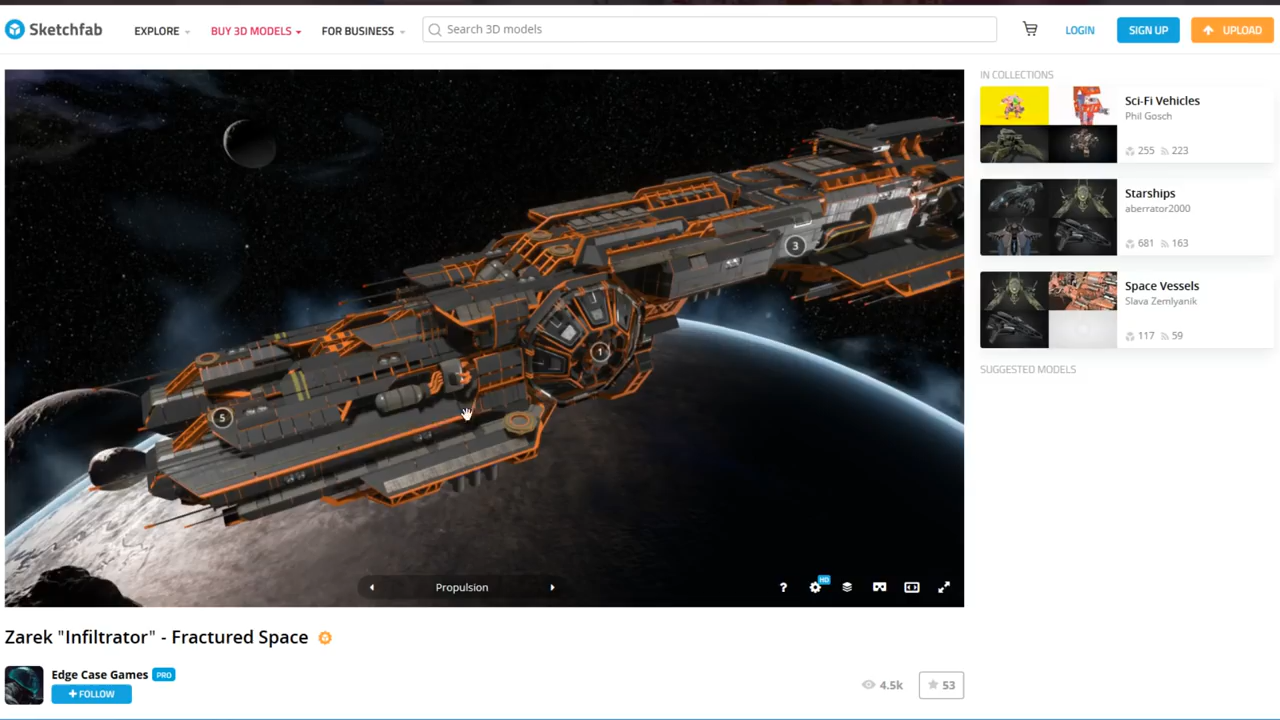 Sketchfab
EXPLORE
BUY 3D MODELS
FOR BUSINESS
Search 3D models
LOGIN
SIGN UP
UPLOAD
IN COLLECTIONS
Sci-Fi Vehicles
Phil Gosch
255 223
Starships
aberrator2000
681 163
Space Vessels
Slava Zemlyanik
117 59
SUGGESTED MODELS
3
1
5
Propulsion
?
HD
Zarek "Infiltrator" - Fractured Space
Edge Case Games PRO
+ FOLLOW
4.5k
53